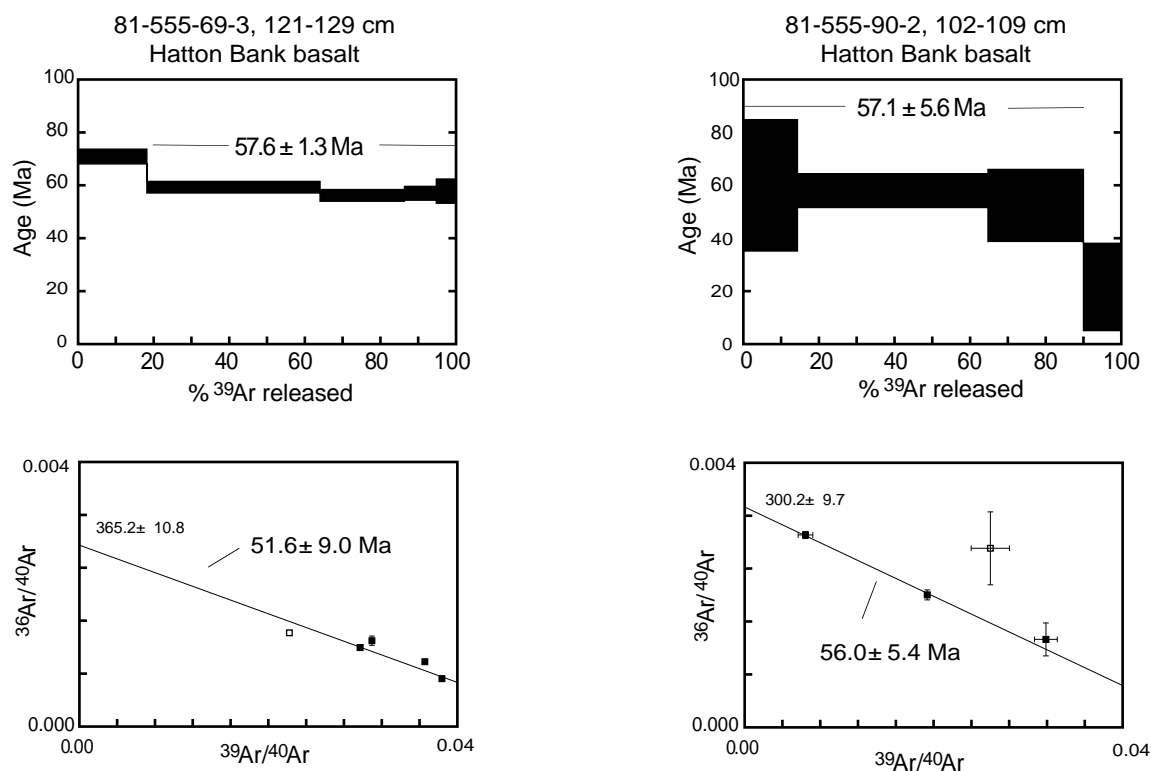 81-555-69-3, 121-129 cm
Hatton Bank basalt
100
80
60
40
20
0
Age (Ma)
57.6 ± 1.3 Ma
0 20 40 60 80 100
% 39Ar released
81-555-90-2, 102-109 cm
Hatton Bank basalt
100
80
60
40
20
0
Age (Ma)
57.1 ± 5.6 Ma
0 20 40 60 80 100
% 39Ar released
0.004
0.000
36Ar/40Ar
365.2± 10.8
51.6± 9.0 Ma
0.00 0.04
39Ar/40Ar
0.004
0.000
36Ar/40Ar
300.2± 9.7
56.0± 5.4 Ma
0.00 0.04
39Ar/40Ar